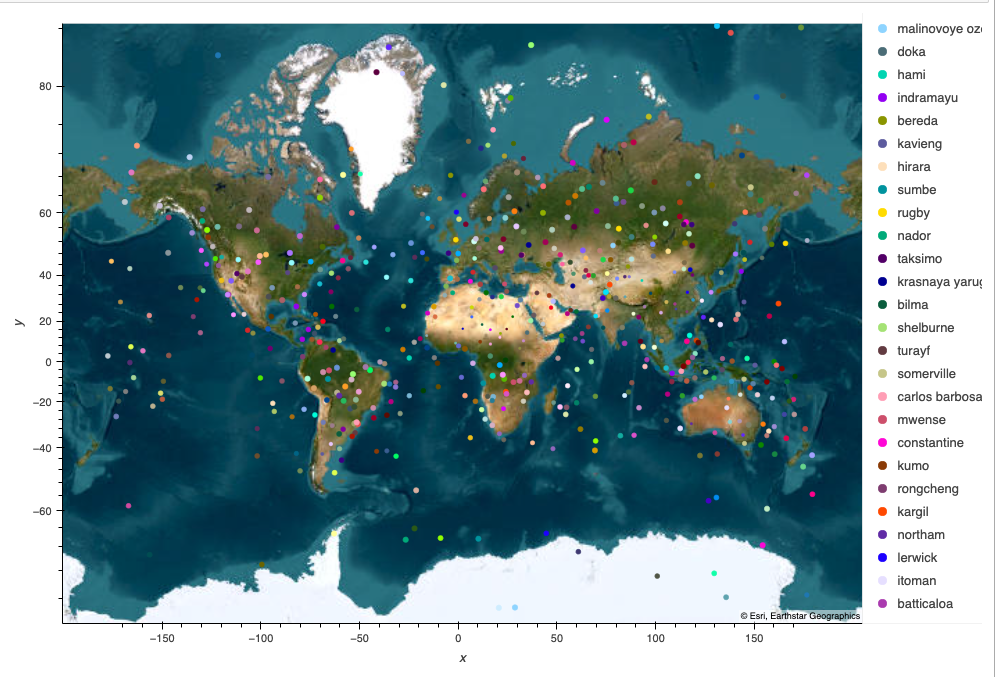 malinovoye oz
doka
hami
indramayu
bereda
kavieng
hirara
sumbe
rugby
nador
taksimo
krasnaya yaru
bilma
shelburne
turayf
somerville
carlos barbosa
mwense
constantine
kumo
rongcheng
kargil
northam
lerwick
itoman
batticaloa
80
60
40
20
0
−20
−40
−60
y
© Esri, Earthstar Geographics
−150
−100
−50
0
50
100
150
x